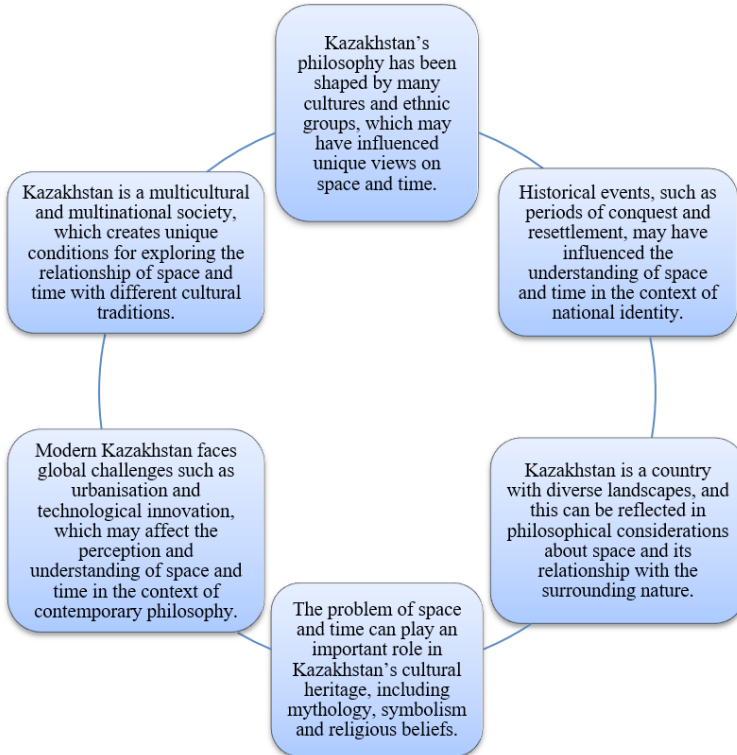 Kazakhstan’s
philosophy has been
shaped by many
cultures and ethnic
groups, which may
have influenced
unique views on
space and time.
Historical events, such as
periods of conquest and
resettlement, may have
influenced the
understanding of space
and time in the context of
national identity.
Kazakhstan is a country
with diverse landscapes, and
this can be reflected in
philosophical considerations
about space and its
relationship with the
surrounding nature.
The problem of space
and time can play an
important role in
Kazakhstan’s cultural
heritage, including
mythology, symbolism
and religious beliefs.
Modern Kazakhstan faces
global challenges such as
urbanisation and
technological innovation,
which may affect the
perception and
understanding of space and
time in the context of
contemporary philosophy.
Kazakhstan is a multicultural
and multinational society,
which creates unique
conditions for exploring the
relationship of space and
time with different cultural
traditions.